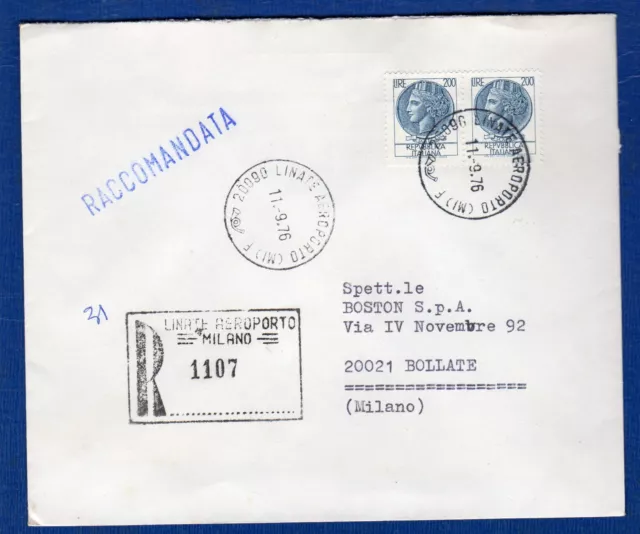 LIRE 200
REPUBBLICA
ITALIANA
LIRE 200
REPUBBLICA
ITALIANA
20090 LINATE AEROPORTO (MI) F
11.-9.76
RACCOMANDATA
20090 LINATE AEROPORTO (MI) F
11.-9.76
31
R
LINATE AEROPORTO
MILANO
1107
Spett.le
BOSTON S.p.A.
Via IV Novembre 92
20021 BOLLATE
==================
(Milano)